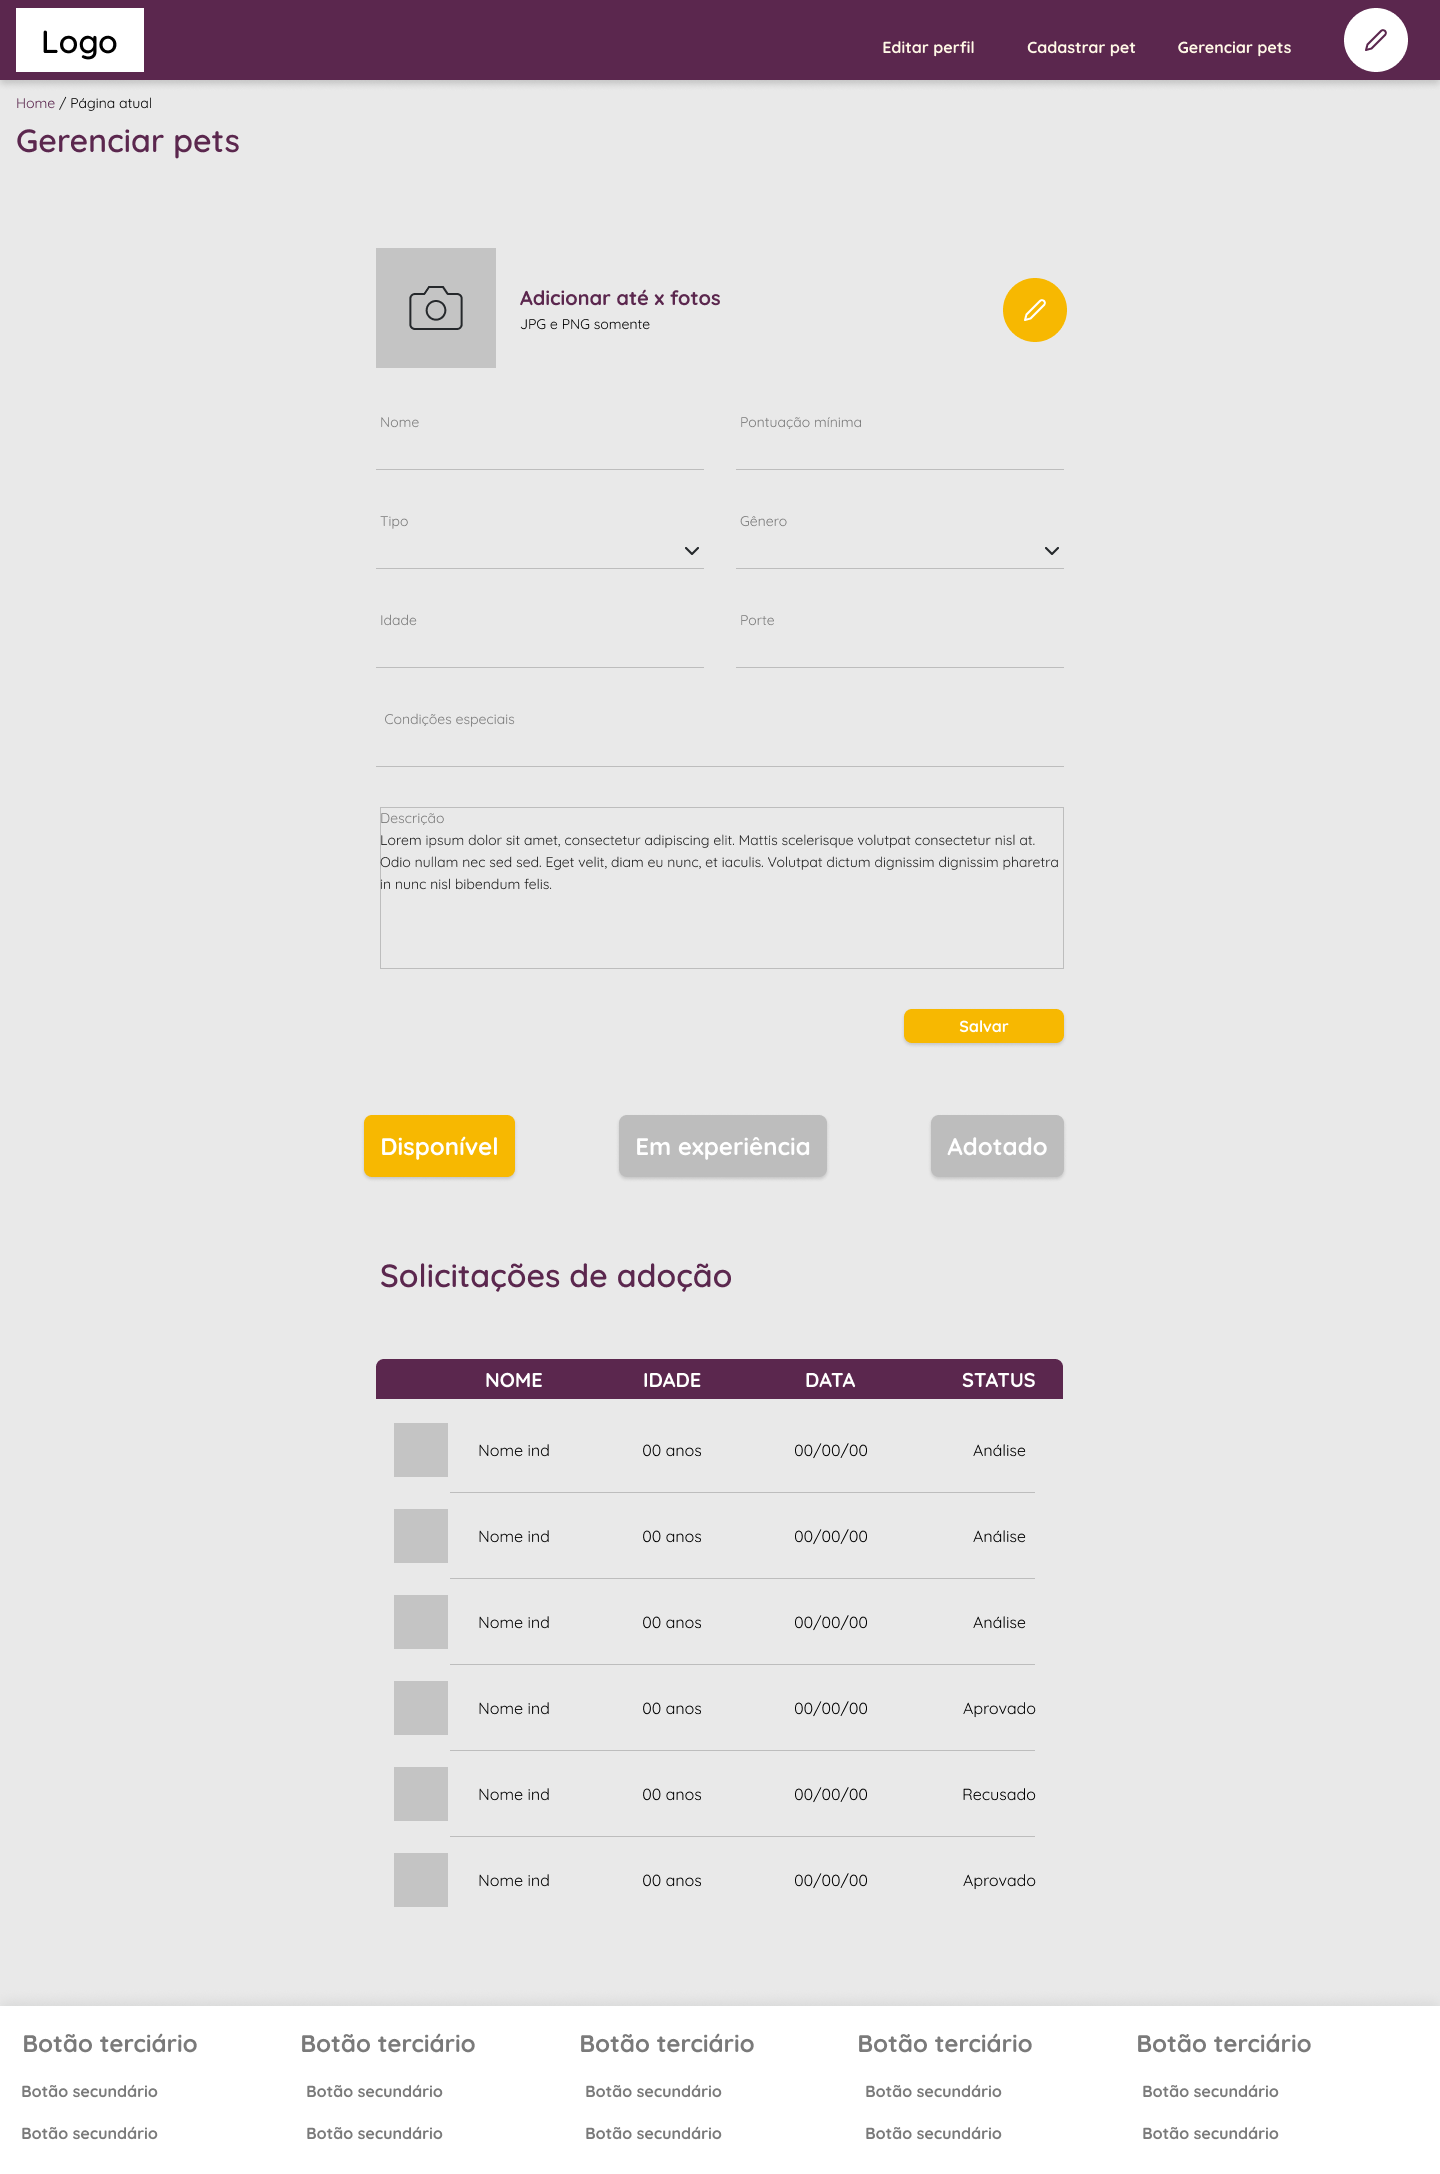 Logo
Editar perfil
Cadastrar pet
Gerenciar pets
Home / Página atual
Gerenciar pets
Adicionar até x fotos
JPG e PNG somente
Nome
Pontuação mínima
Tipo
Gênero
Idade
Porte
Condições especiais
Descrição
Lorem ipsum dolor sit amet, consectetur adipiscing elit. Mattis scelerisque volutpat consectetur nisl at.
Odio nullam nec sed sed. Eget velit, diam eu nunc, et iaculis. Volutpat dictum dignissim dignissim pharetra
in nunc nisl bibendum felis.
Salvar
Disponível
Em experiência
Adotado
Solicitações de adoção
NOME IDADE DATA STATUS
Nome ind 00 anos 00/00/00 Análise
Nome ind 00 anos 00/00/00 Análise
Nome ind 00 anos 00/00/00 Análise
Nome ind 00 anos 00/00/00 Aprovado
Nome ind 00 anos 00/00/00 Recusado
Nome ind 00 anos 00/00/00 Aprovado
Botão terciário Botão terciário Botão terciário Botão terciário Botão terciário
Botão secundário Botão secundário Botão secundário Botão secundário Botão secundário
Botão secundário Botão secundário Botão secundário Botão secundário Botão secundário